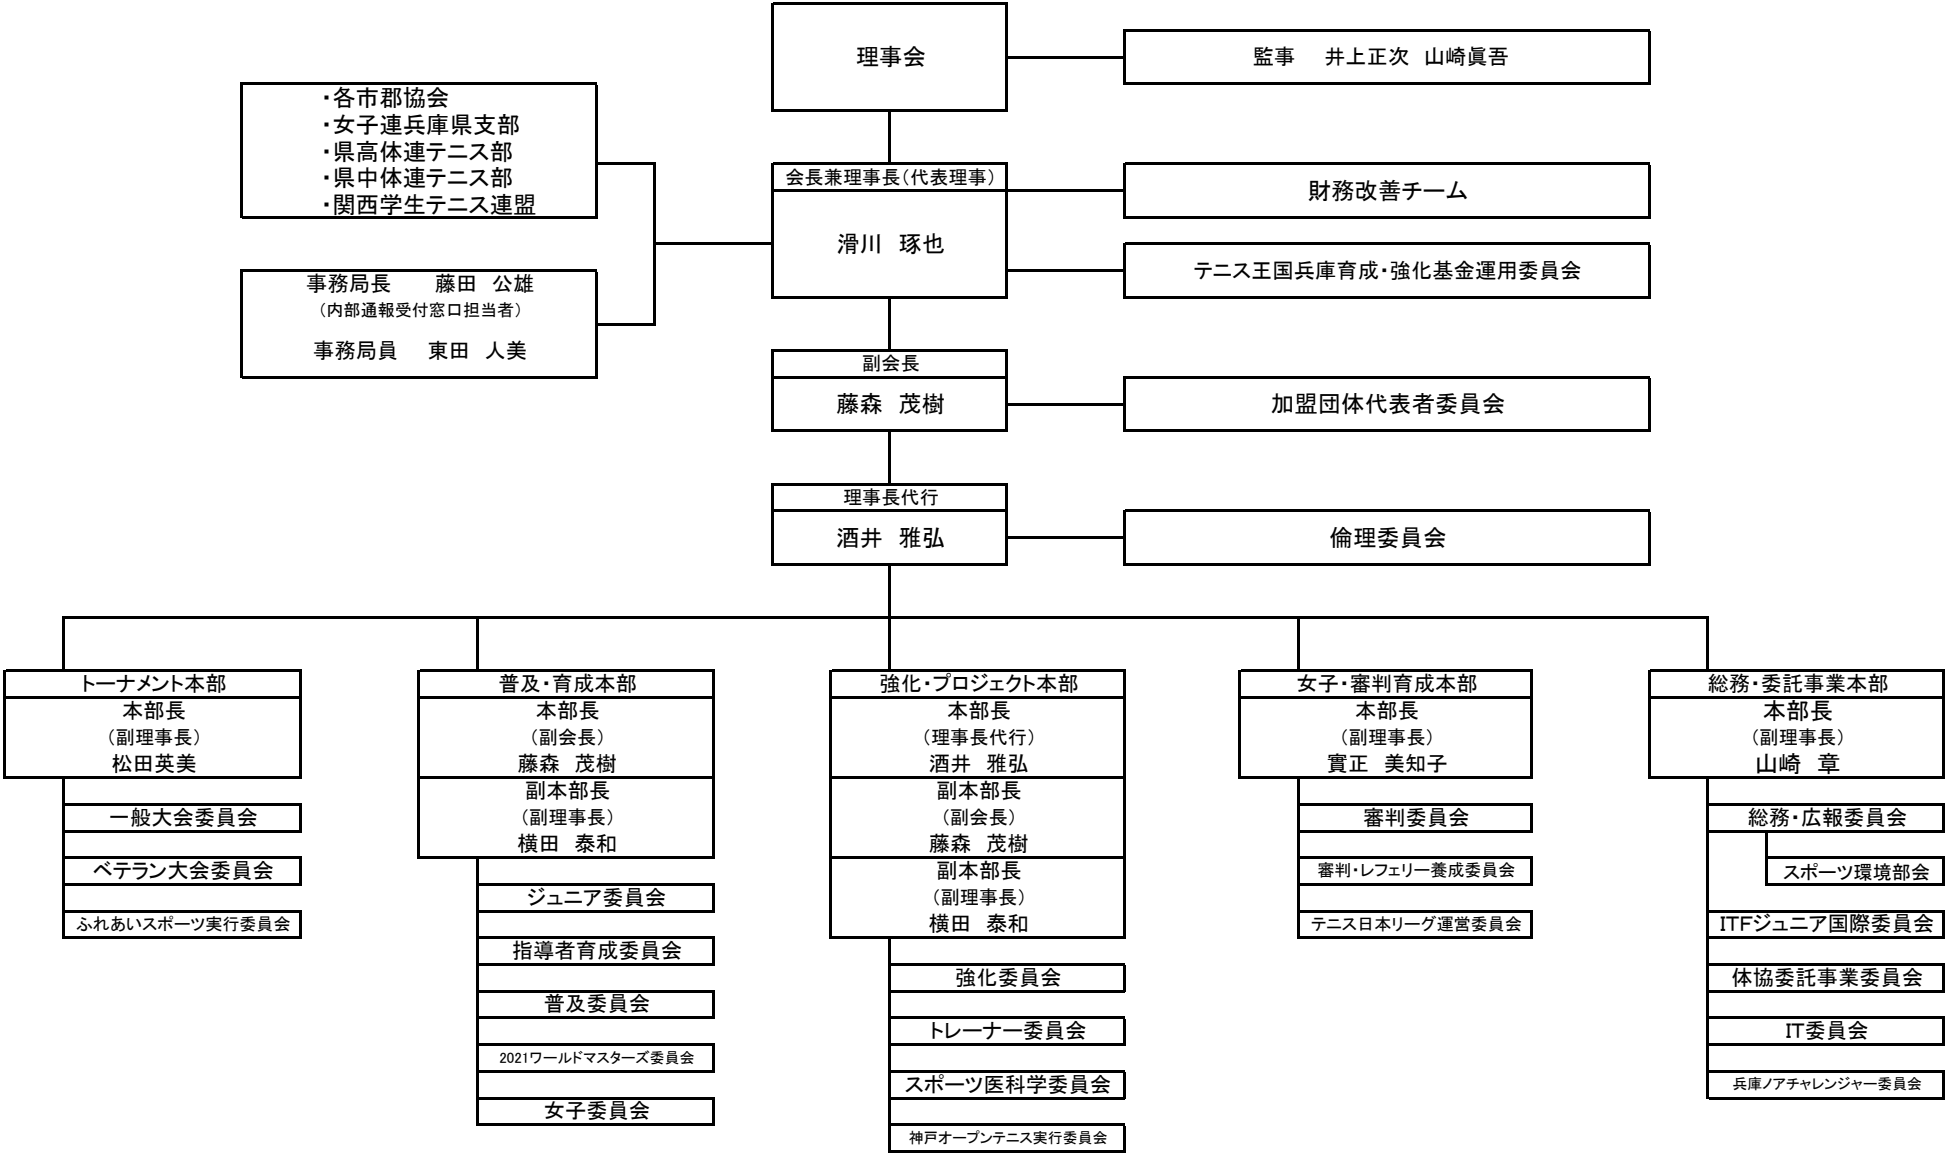 理事会
監事　井上正次　山崎眞吾
・各市郡協会
・女子連兵庫県支部
・県高体連テニス部
・県中体連テニス部
・関西学生テニス連盟
会長兼理事長(代表理事)
滑川　琢也
財務改善チーム
テニス王国兵庫育成・強化基金運用委員会
事務局長　藤田　公雄
(内部通報受付窓口担当者)
事務局員　東田　人美
副会長
藤森　茂樹
加盟団体代表者委員会
理事長代行
酒井　雅弘
倫理委員会
トーナメント本部
本部長
(副理事長)
松田英美
一般大会委員会
ベテラン大会委員会
ふれあいスポーツ実行委員会
普及・育成本部
本部長
(副会長)
藤森　茂樹
副本部長
(副理事長)
横田　泰和
ジュニア委員会
指導者育成委員会
普及委員会
2021ワールドマスターズ委員会
女子委員会
強化・プロジェクト本部
本部長
(理事長代行)
酒井　雅弘
副本部長
(副会長)
藤森　茂樹
副本部長
(副理事長)
横田　泰和
強化委員会
トレーナー委員会
スポーツ医科学委員会
神戸オープンテニス実行委員会
女子・審判育成本部
本部長
(副理事長)
實正　美知子
審判委員会
審判・レフェリー養成委員会
テニス日本リーグ運営委員会
総務・委託事業本部
本部長
(副理事長)
山崎　章
総務・広報委員会
スポーツ環境部会
ITFジュニア国際委員会
体協委託事業委員会
IT委員会
兵庫ノアチャレンジャー委員会